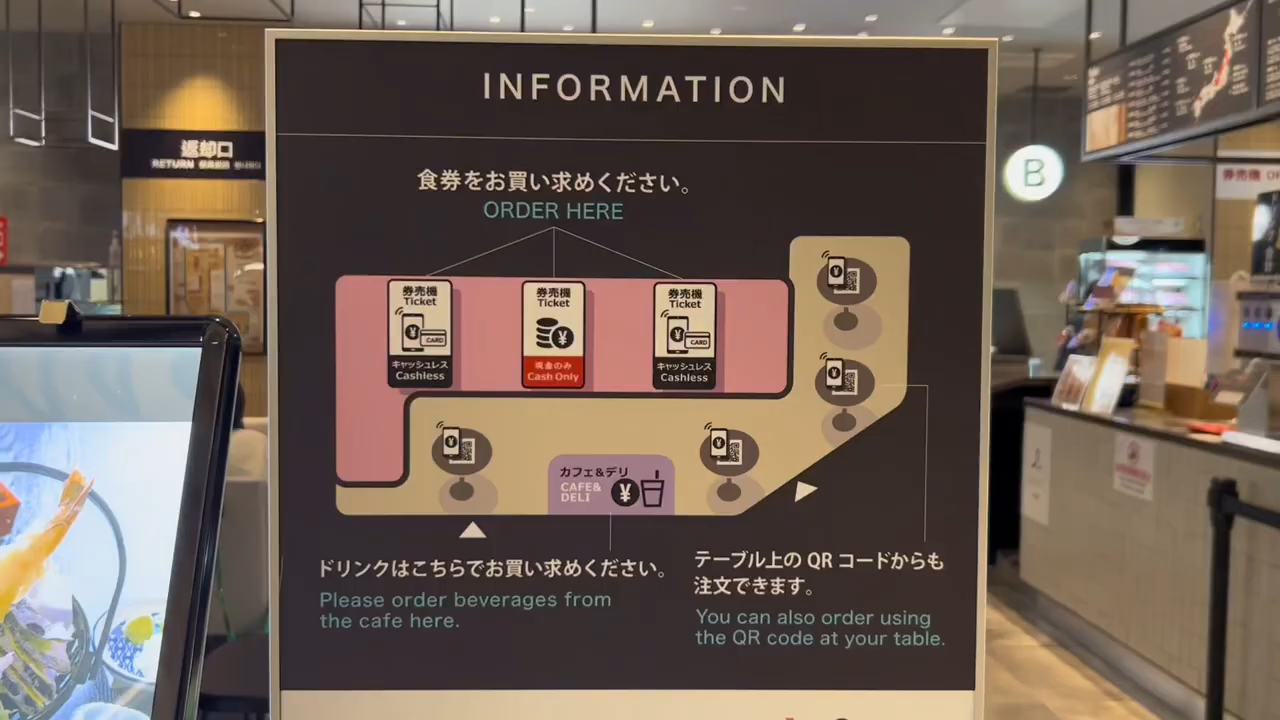 INFORMATION
食券をお買い求めください。
ORDER HERE
返却口
RETURN
B
券売機
券売機
Ticket
CARD
キャッシュレス
Cashless
券売機
Ticket
現金のみ
Cash Only
券売機
Ticket
CARD
キャッシュレス
Cashless
カフェ&デリ
CAFE&
DELI
ドリンクはこちらでお買い求めください。
Please order beverages from
the cafe here.
テーブル上の QR コードからも
注文できます。
You can also order using
the QR code at your table.